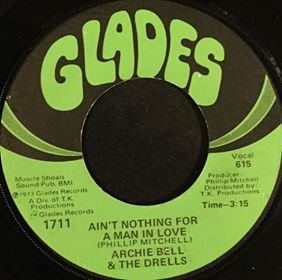 GLADES
Muscle Shoals
Sound Pub. BMI
℗ 1973 Glades Records
A Div. of T.K.
Productions
Glades Records
1711
Vocal
615
Producer:
Phillip Mitchell
Dist. by:
T.K. Productions
Time—3:15
AIN'T NOTHING FOR
A MAN IN LOVE
(PHILLIP MITCHELL)
ARCHIE BELL
& THE DRELLS